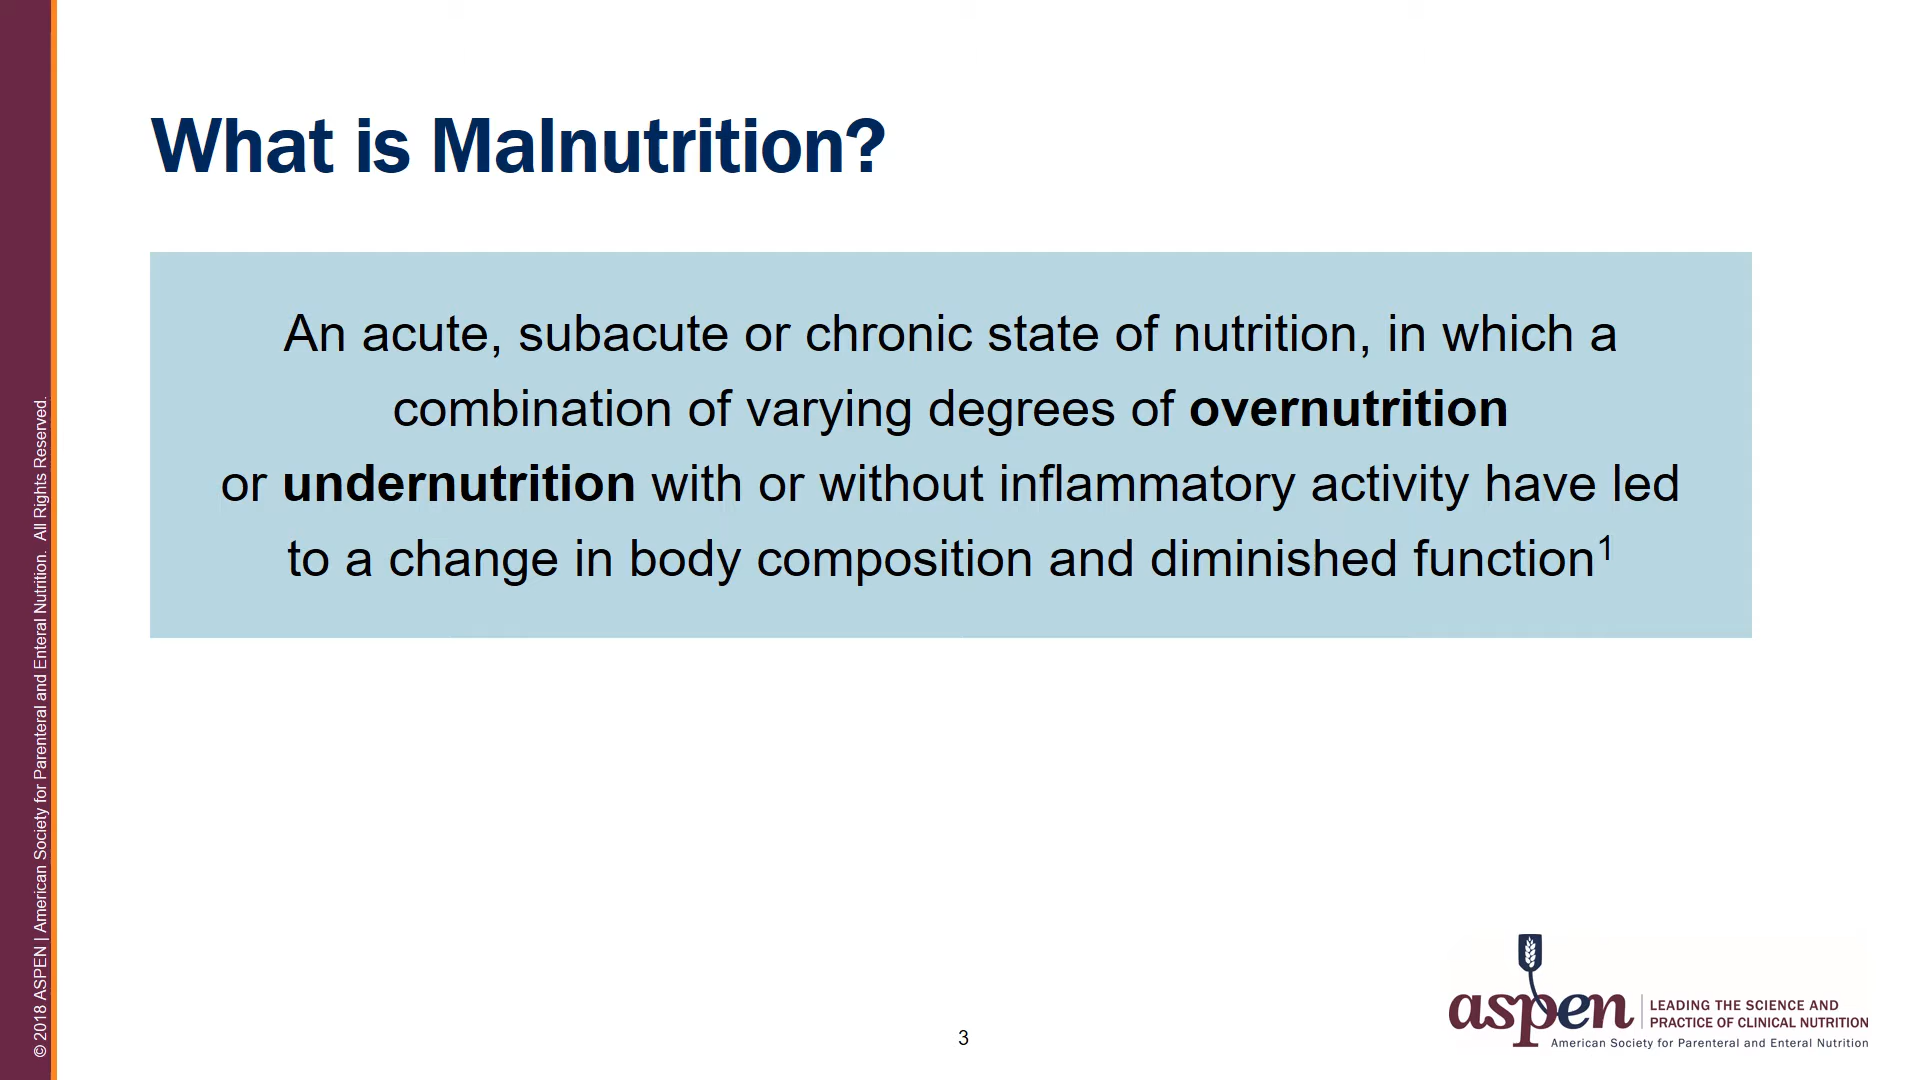 What is Malnutrition?
An acute, subacute or chronic state of nutrition, in which a
combination of varying degrees of overnutrition
or undernutrition with or without inflammatory activity have led
to a change in body composition and diminished function¹
© 2018 ASPEN | American Society for Parenteral and Enteral Nutrition.  All Rights Reserved.
3
aspen
LEADING THE SCIENCE AND
PRACTICE OF CLINICAL NUTRITION
American Society for Parenteral and Enteral Nutrition